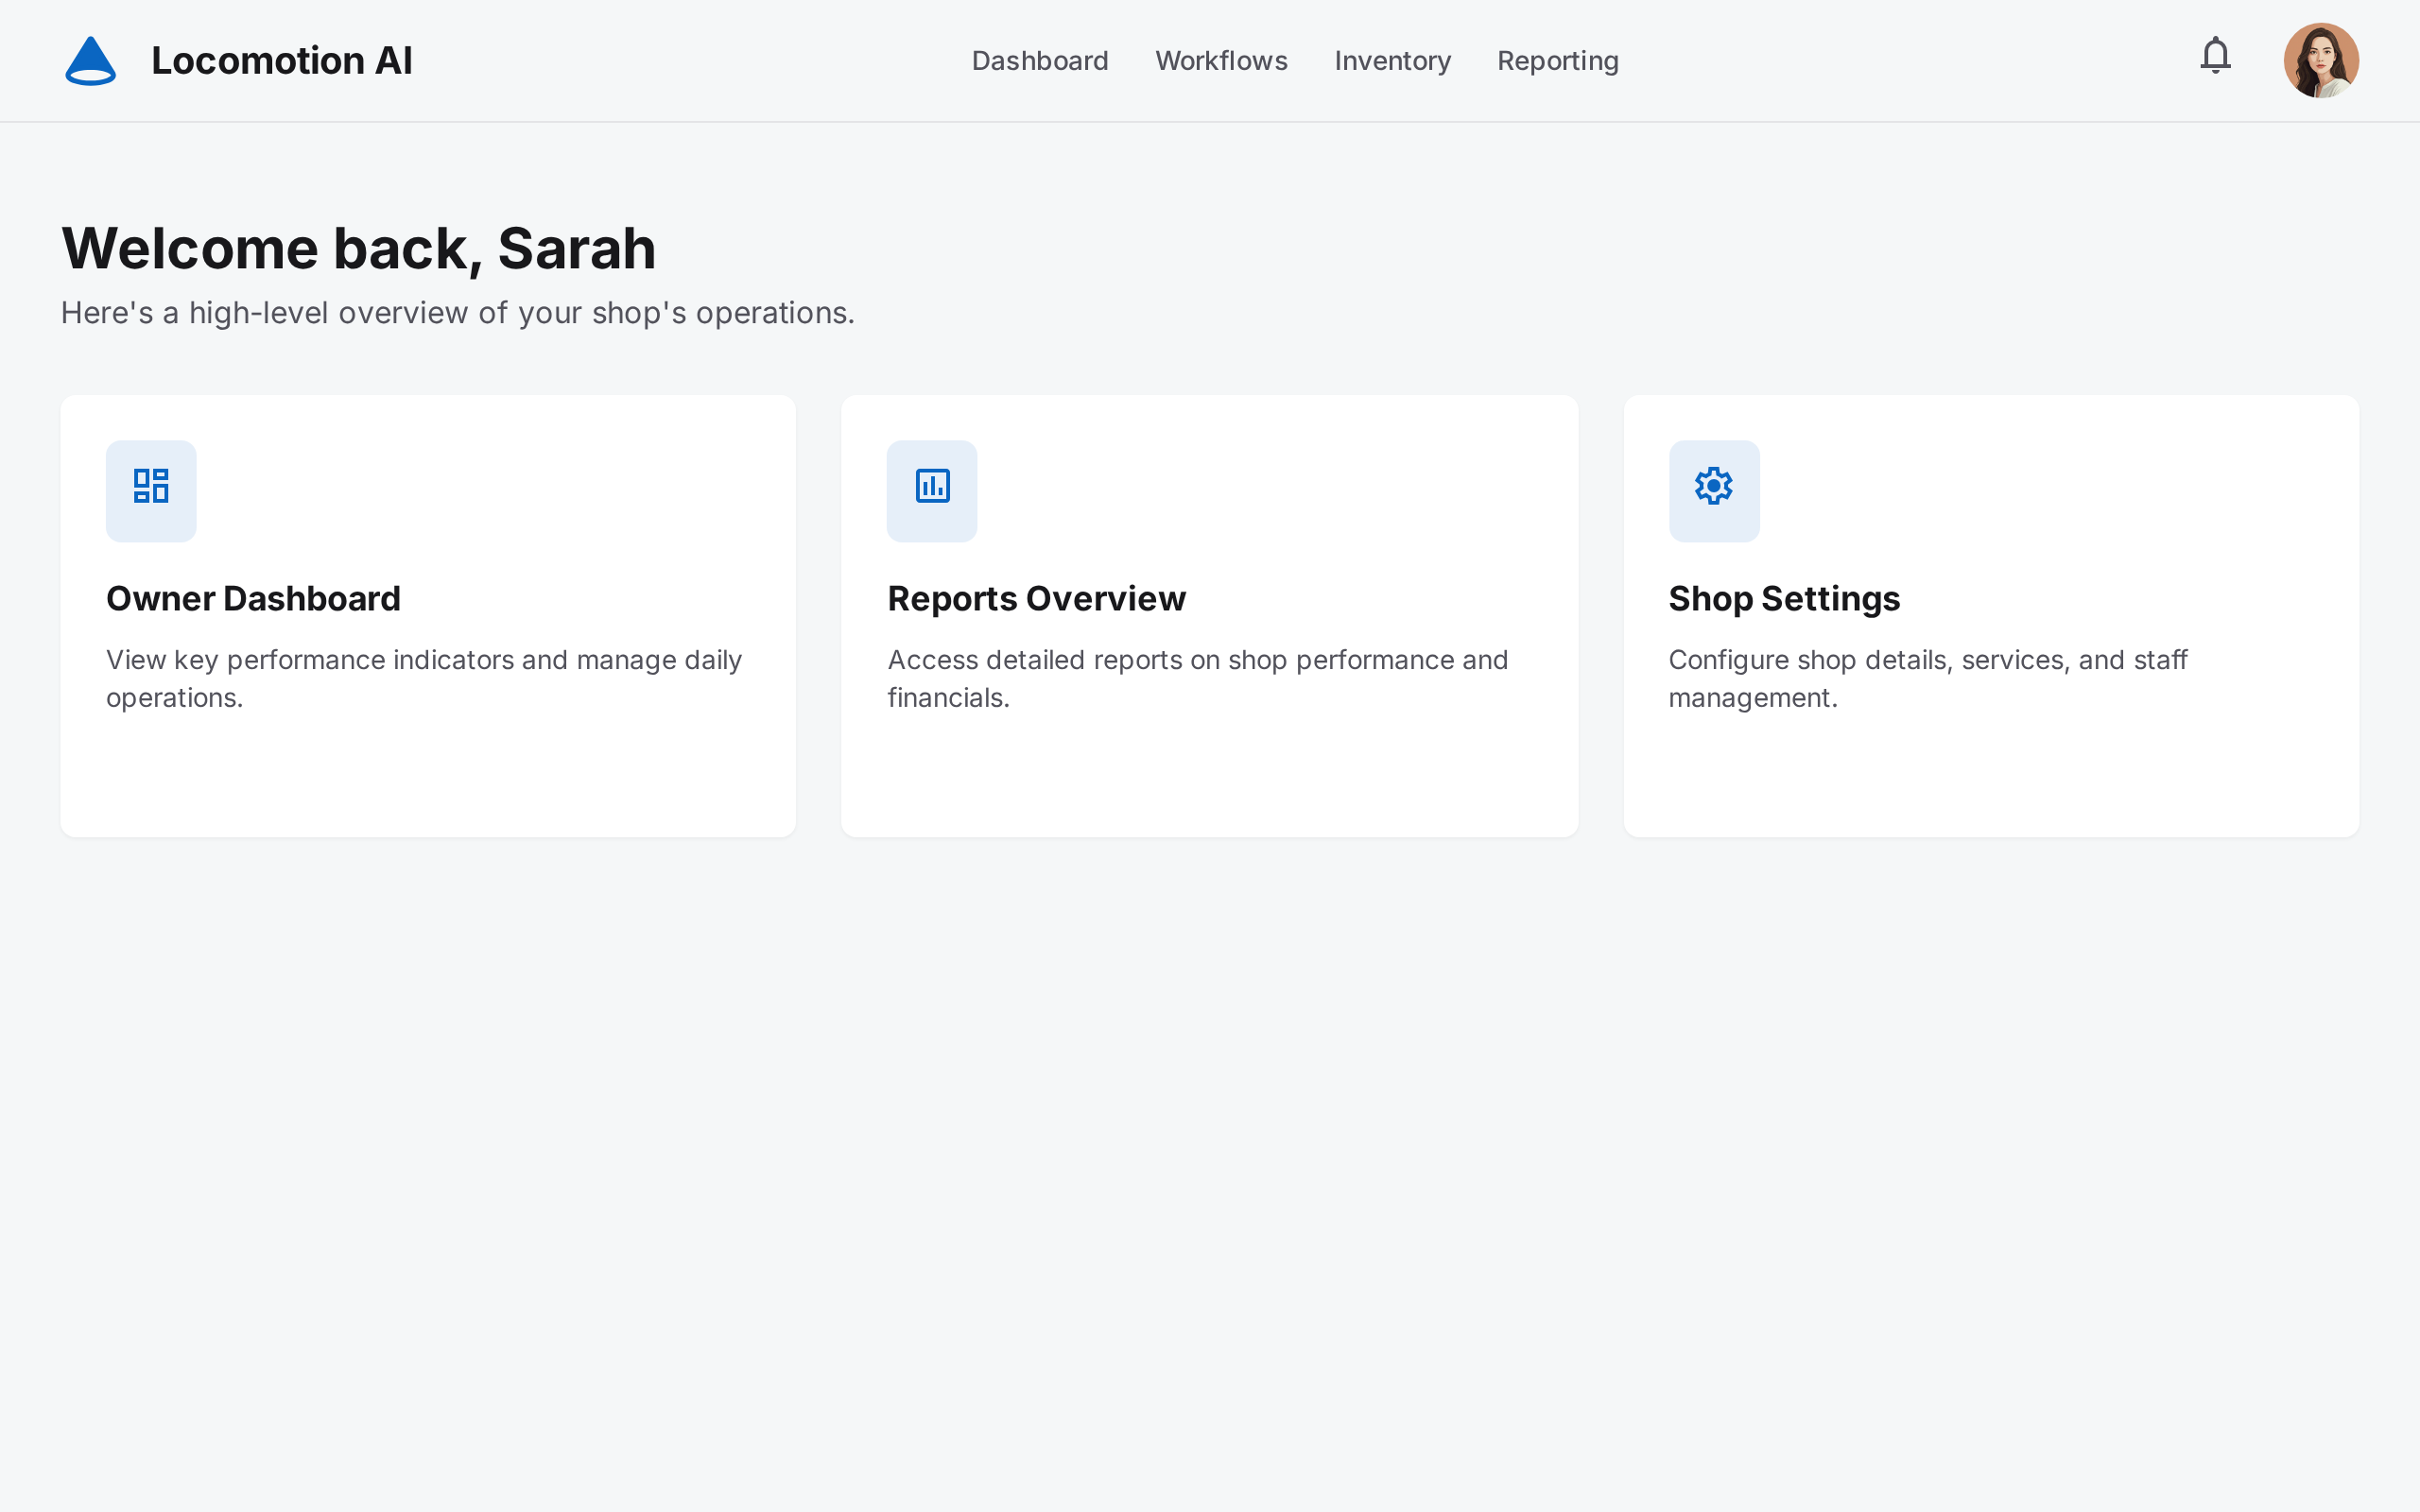 Locomotion AI
Dashboard
Workflows
Inventory
Reporting
Welcome back, Sarah
Here's a high-level overview of your shop's operations.
Owner Dashboard
View key performance indicators and manage daily
operations.
Reports Overview
Access detailed reports on shop performance and
financials.
Shop Settings
Configure shop details, services, and staff
management.